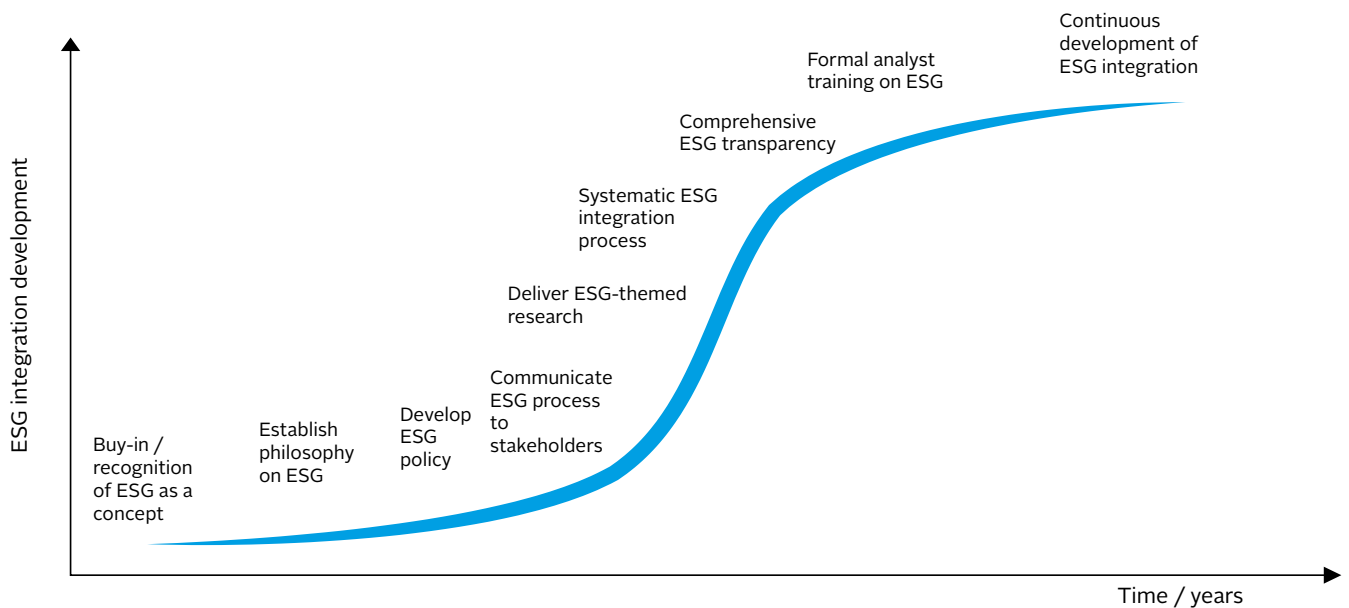 Continuous
development of
ESG integration
Formal analyst
training on ESG
Comprehensive
ESG transparency
Systematic ESG
integration
process
Deliver ESG-themed
research
Communicate
ESG process
to
stakeholders
Develop
ESG
policy
Establish
philosophy
on ESG
Buy-in /
recognition
of ESG as a
concept
ESG integration development
Time / years